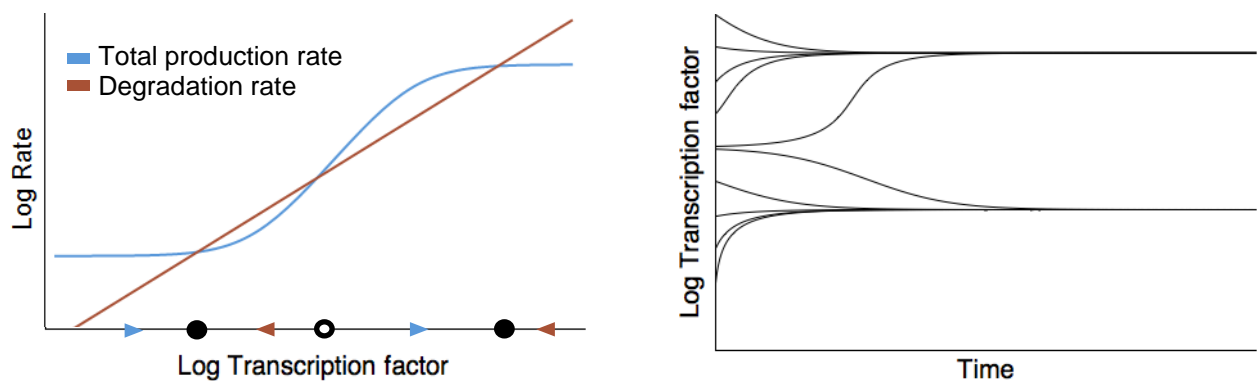 Total production rate
Degradation rate
Log Rate
Log Transcription factor
Log Transcription factor
Time